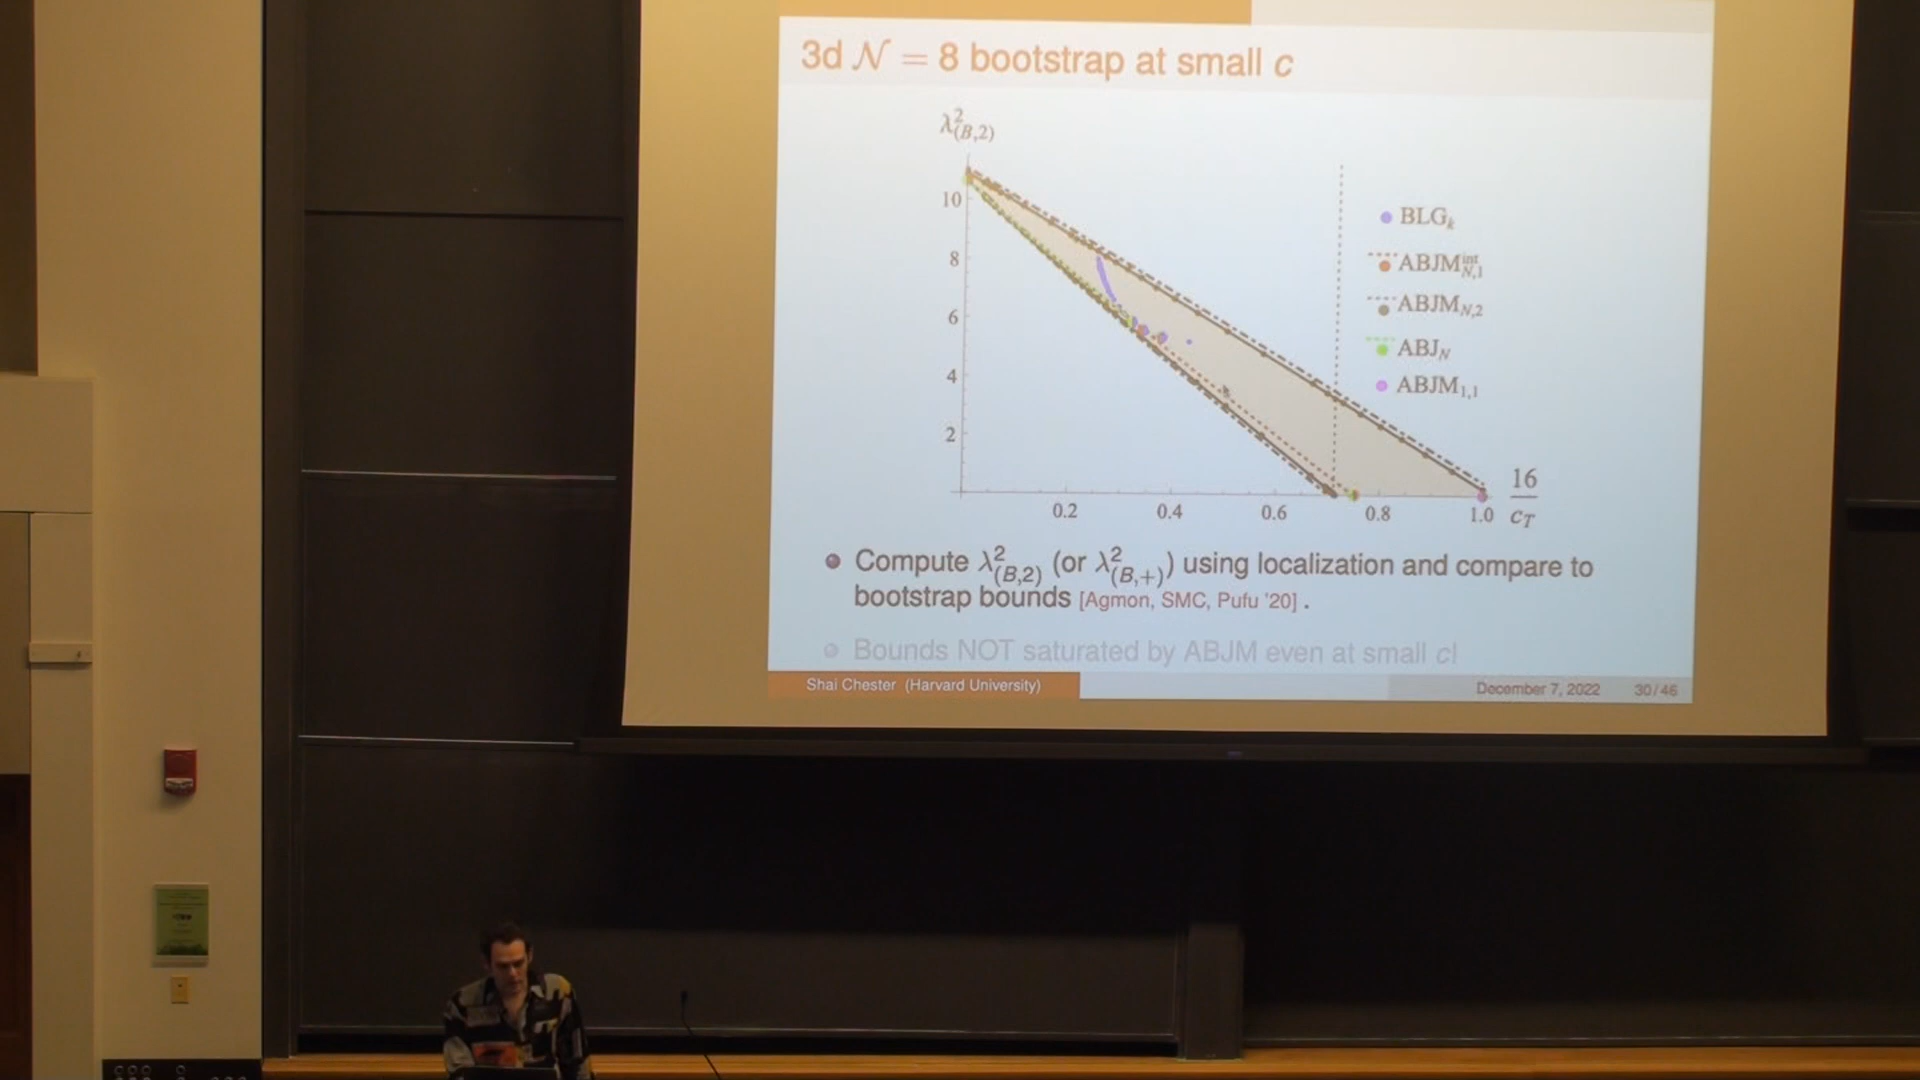 3d 𝒩 = 8 bootstrap at small c
λ²(B,2)
10
8
6
4
2
0.2 0.4 0.6 0.8 1.0
16
c_T
BLG_k
ABJM^int_N,1
ABJM_N,2
ABJ_N
ABJM_1,1
Compute λ²(B,2) (or λ²(B,+)) using localization and compare to
bootstrap bounds [Agmon, SMC, Pufu '20] .
Bounds NOT saturated by ABJM even at small c!
Shai Chester (Harvard University) December 7, 2022 30/46